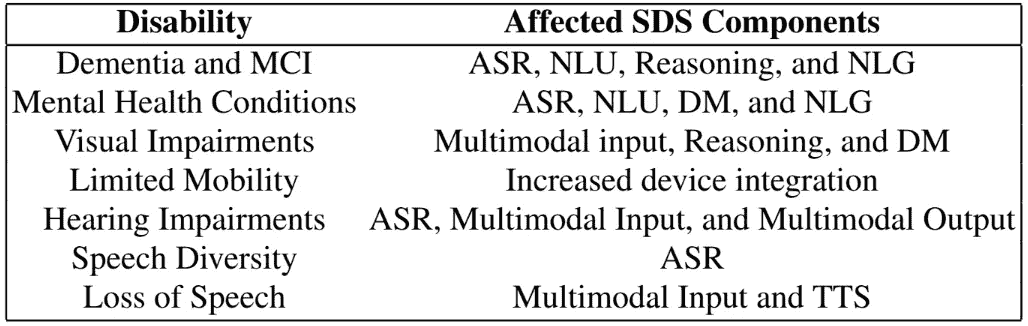 Disability Affected SDS Components
Dementia and MCI ASR, NLU, Reasoning, and NLG
Mental Health Conditions ASR, NLU, DM, and NLG
Visual Impairments Multimodal input, Reasoning, and DM
Limited Mobility Increased device integration
Hearing Impairments ASR, Multimodal Input, and Multimodal Output
Speech Diversity ASR
Loss of Speech Multimodal Input and TTS